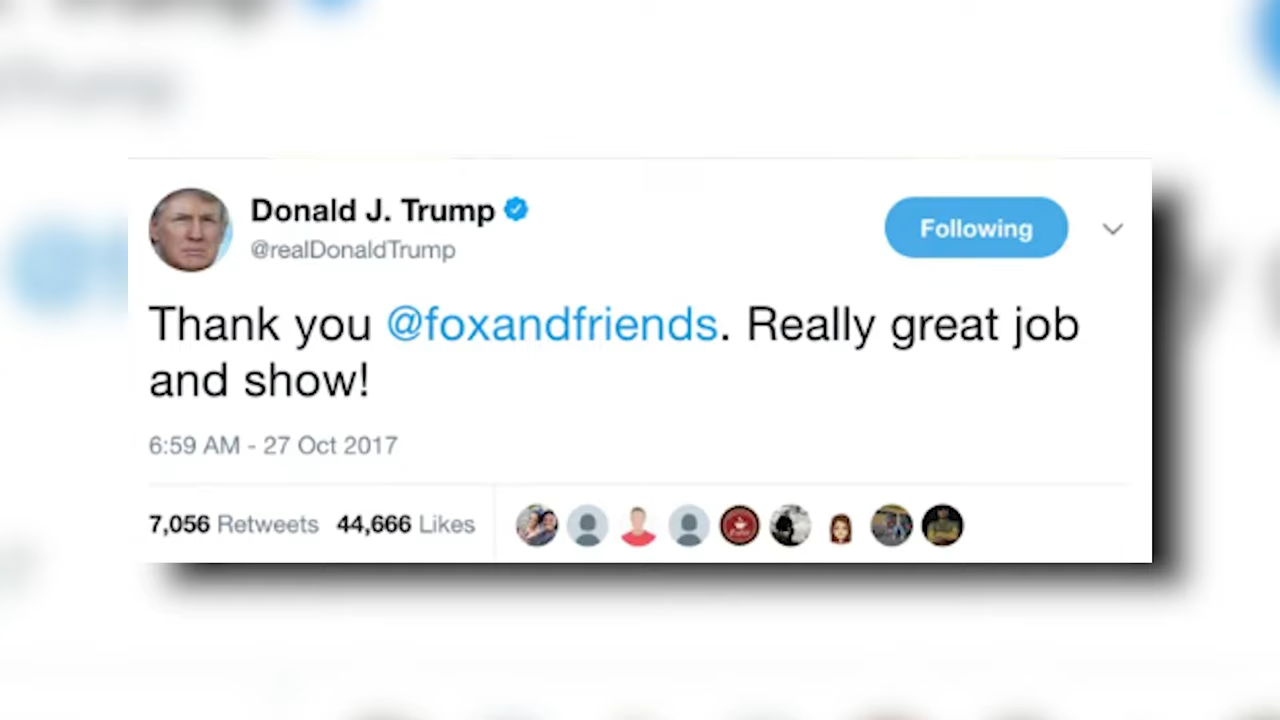 Donald J. Trump
@realDonaldTrump
Following
Thank you @foxandfriends. Really great job
and show!
6:59 AM - 27 Oct 2017
7,056 Retweets 44,666 Likes